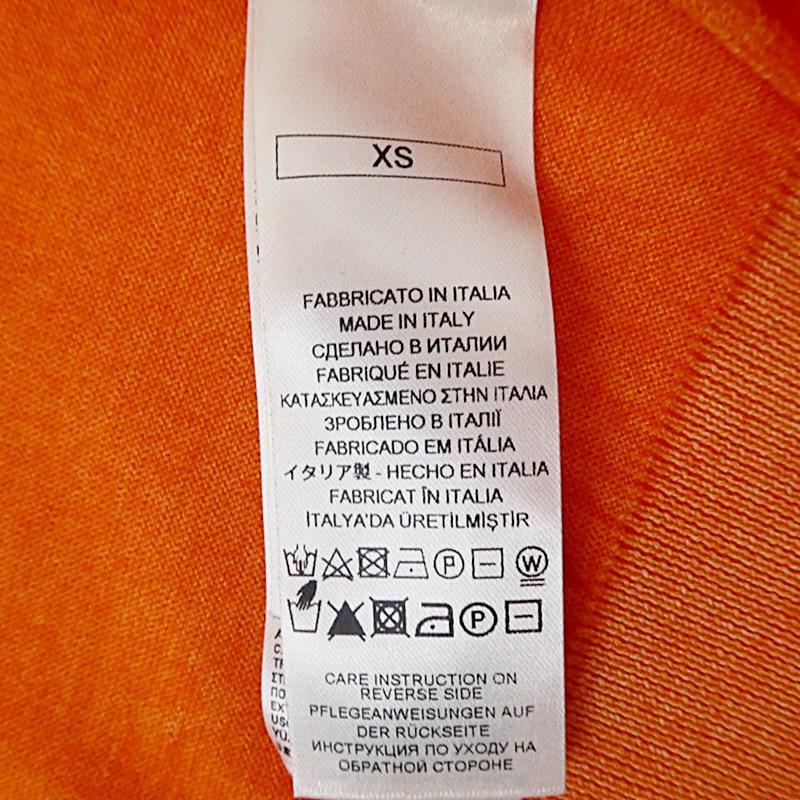 XS
FABBRICATO IN ITALIA
MADE IN ITALY
СДЕЛАНО В ИТАЛИИ
FABRIQUÉ EN ITALIE
ΚΑΤΑΣΚΕΥΑΣΜΕΝΟ ΣΤΗΝ ΙΤΑΛΙΑ
ЗРОБЛЕНО В ІТАЛІЇ
FABRICADO EM ITÁLIA
イタリア製 - HECHO EN ITALIA
FABRICAT ÎN ITALIA
İTALYA'DA ÜRETİLMİŞTİR
P W
P
CARE INSTRUCTION ON
REVERSE SIDE
PFLEGEANWEISUNGEN AUF
DER RÜCKSEITE
ИНСТРУКЦИЯ ПО УХОДУ НА
ОБРАТНОЙ СТОРОНЕ